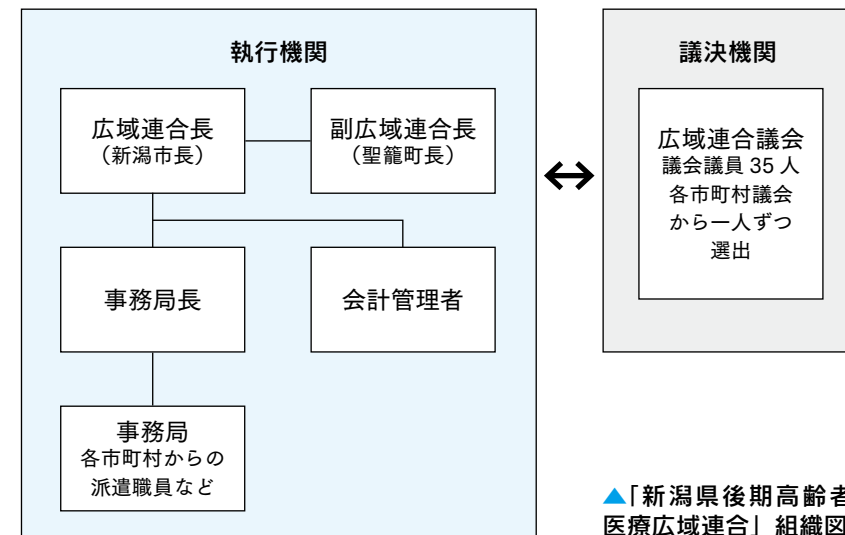 執行機関
広域連合長
（新潟市長）
副広域連合長
（聖籠町長）
事務局長
会計管理者
事務局
各市町村からの
派遣職員など
議決機関
広域連合議会
議会議員 35 人
各市町村議会
から一人ずつ
選出
▲「新潟県後期高齢者
医療広域連合」組織図